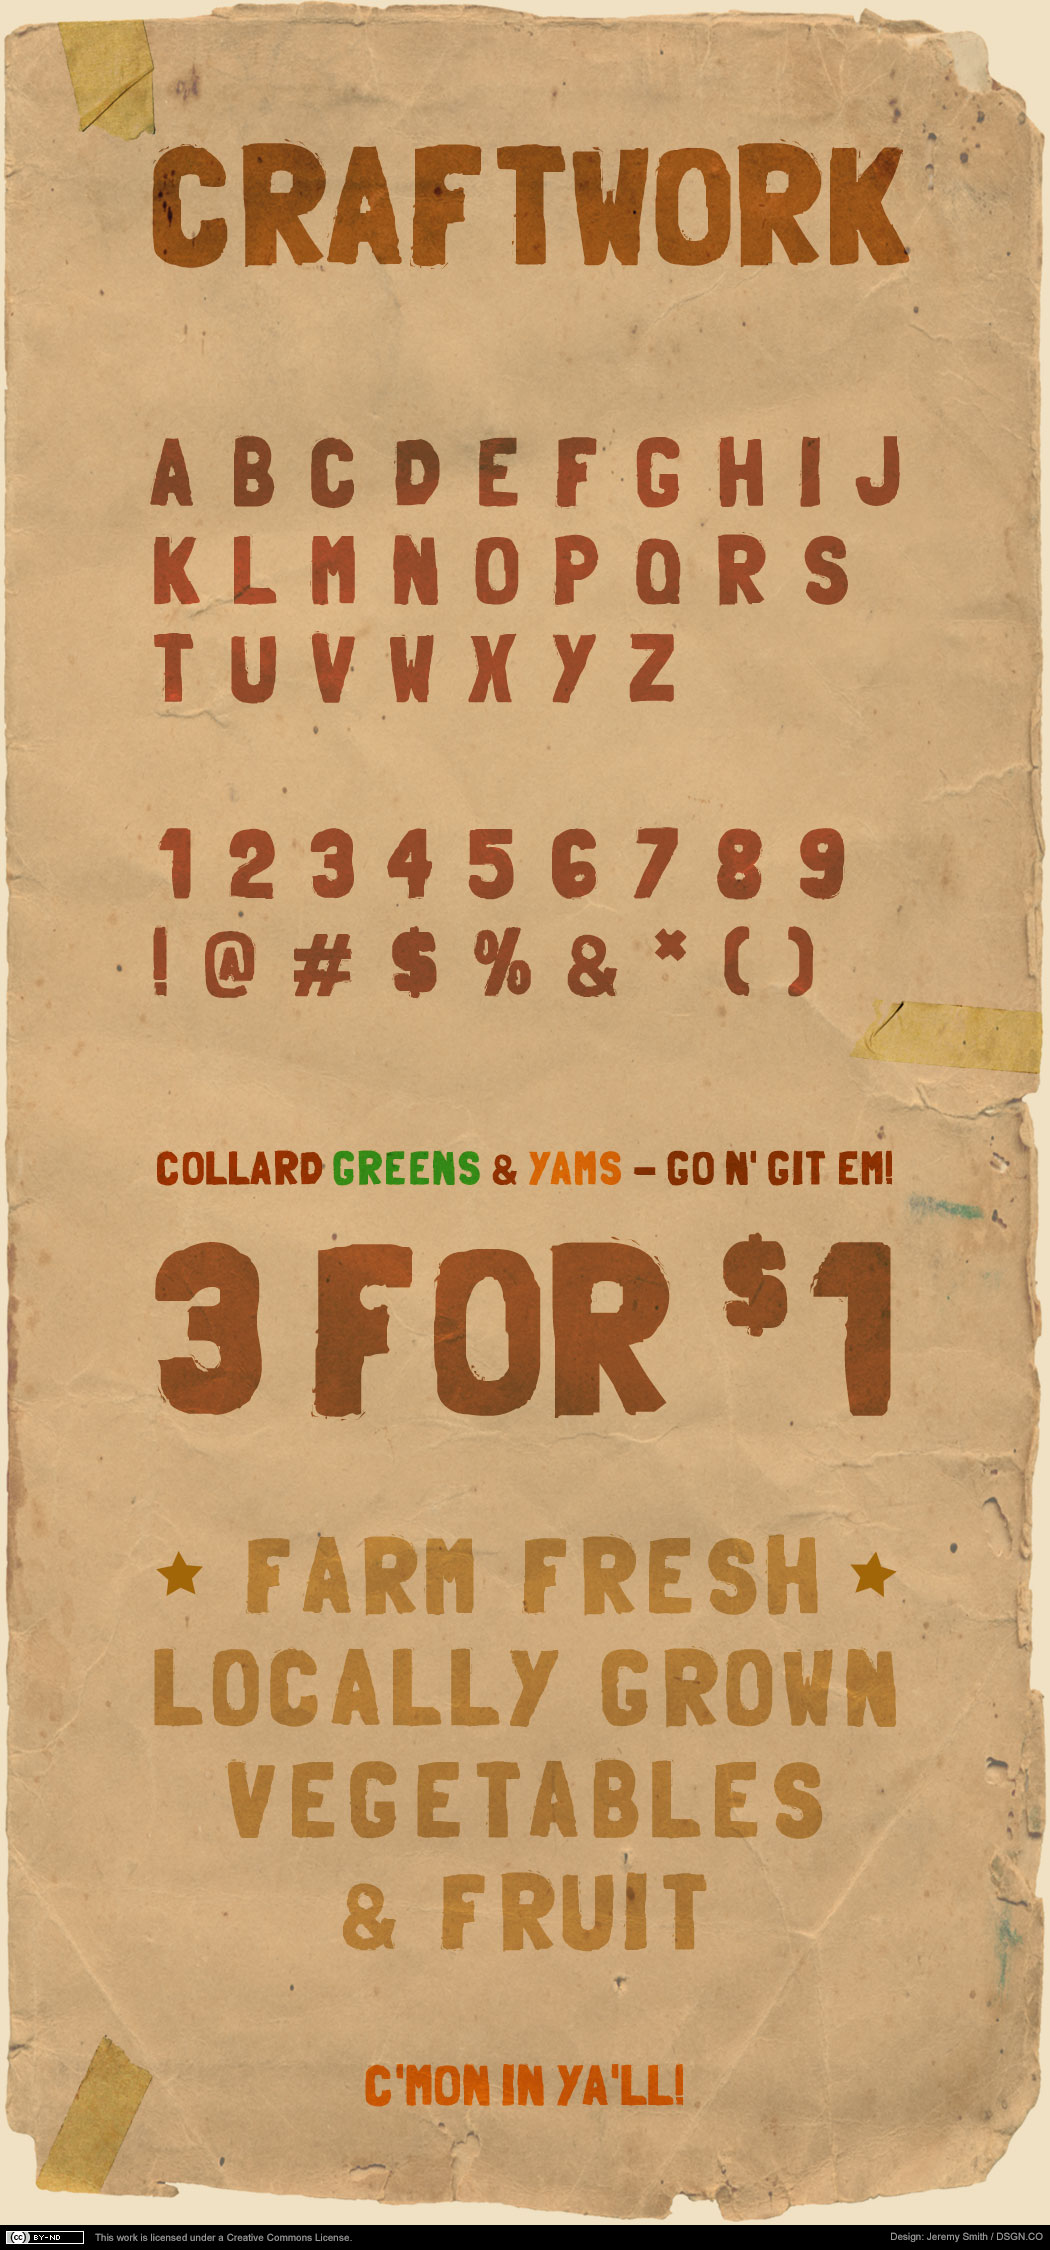 CRAFTWORK
A B C D E F G H I J
K L M N O P Q R S
T U V W X Y Z
1 2 3 4 5 6 7 8 9
! @ # $ % & * ( )
COLLARD GREENS & YAMS – GO N' GIT EM!
3 FOR $1
FARM FRESH
LOCALLY GROWN
VEGETABLES
& FRUIT
C'MON IN YA'LL!
cc BY-ND This work is licensed under a Creative Commons License. Design: Jeremy Smith / DSGN.CO